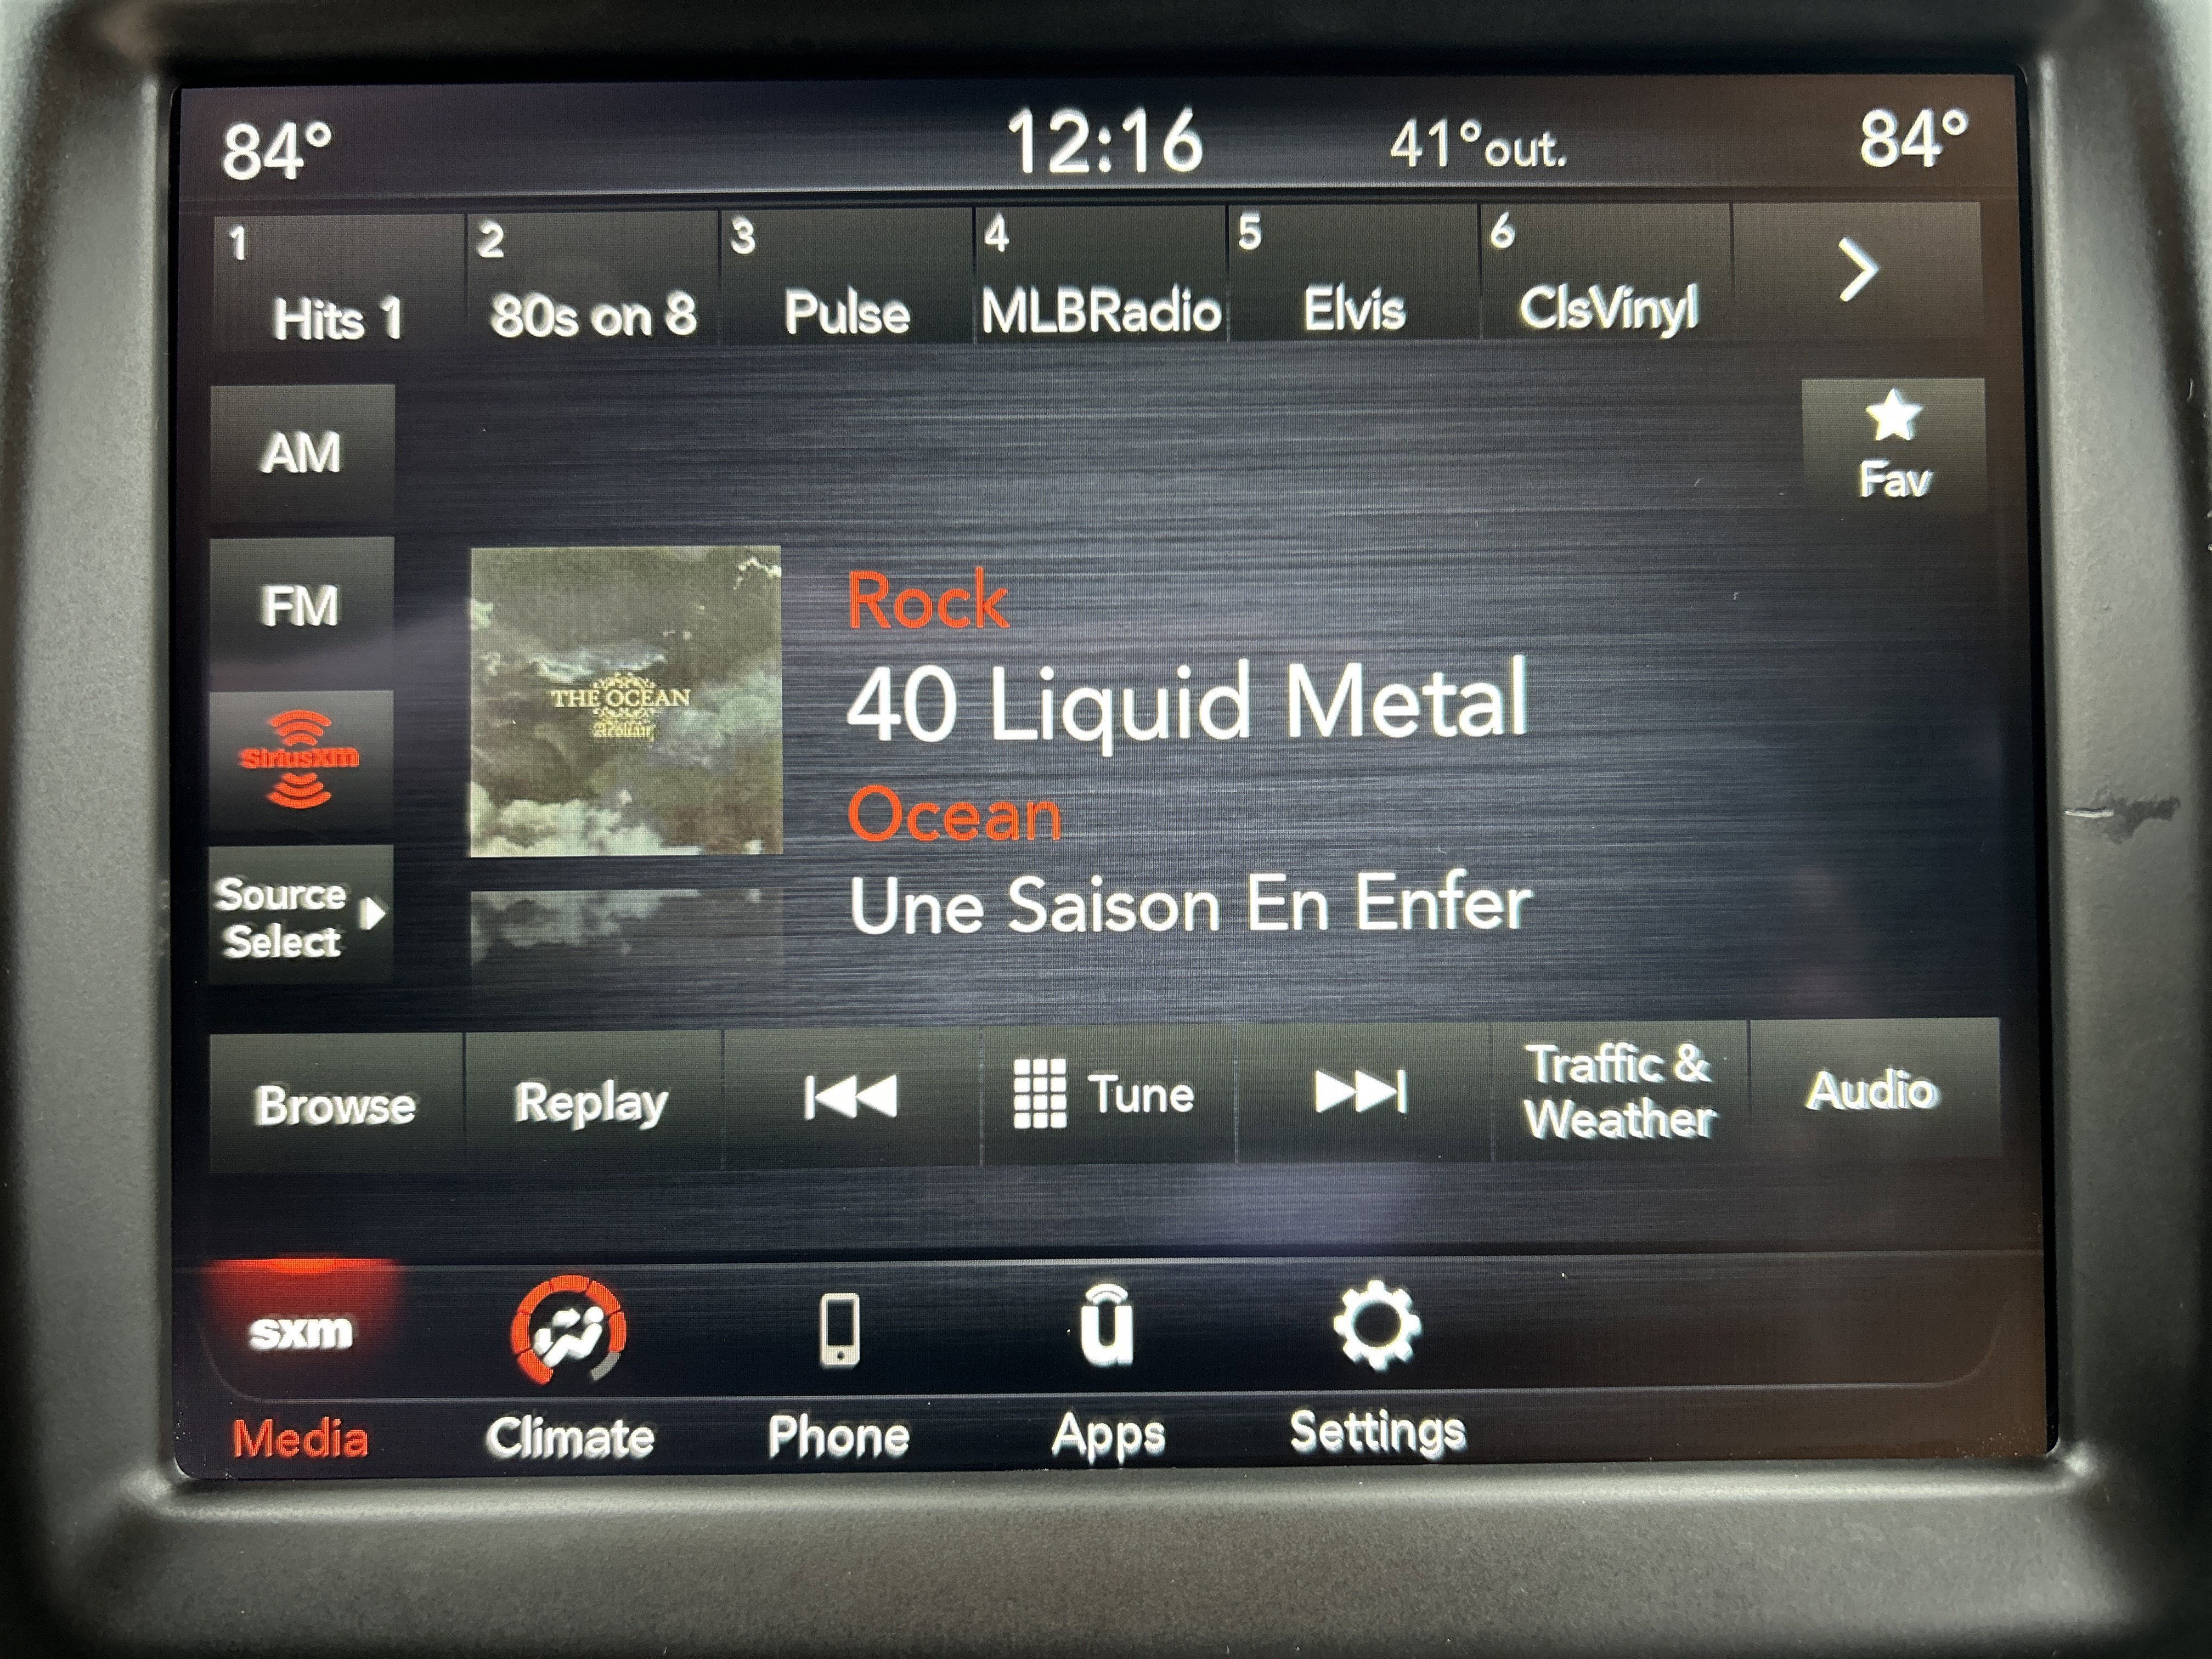 84°
12:16
41°out.
84°
1
Hits 1
2
80s on 8
3
Pulse
4
MLBRadio
5
Elvis
6
ClsVinyl
AM
Fav
FM
SiriusXm
Source
Select
THE OCEAN
Aeolian
Rock
40 Liquid Metal
Ocean
Une Saison En Enfer
Browse
Replay
Tune
Traffic &
Weather
Audio
sxm
u
Media
Climate
Phone
Apps
Settings